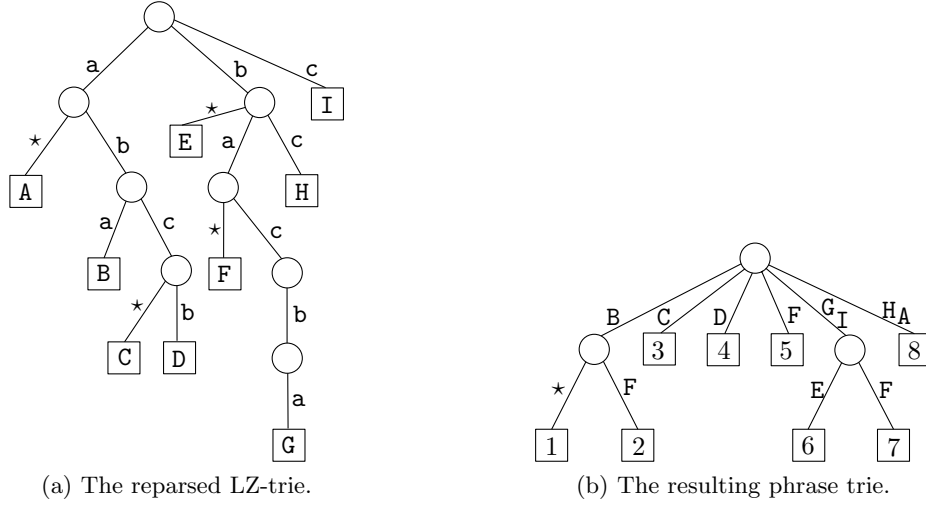 a b c
⋆ b ⋆ a c I
E
A a c H
⋆ c
B F
⋆ b b
C D
a
G
B C D F G I H A
3 4 5 8
⋆ F E F
1 2 6 7
(a) The reparsed LZ-trie.
(b) The resulting phrase trie.